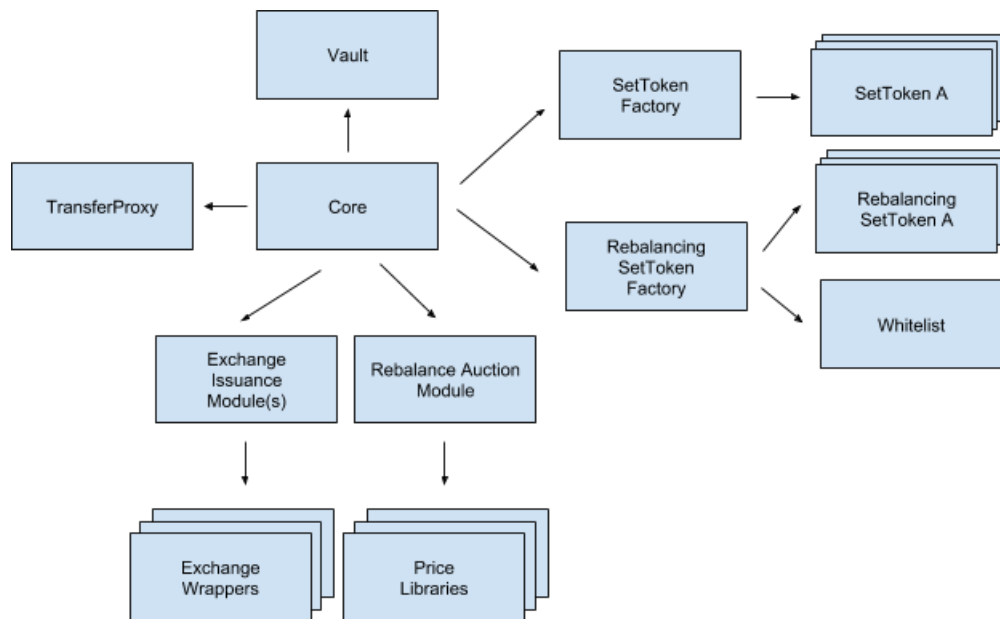 Vault
SetToken
Factory
SetToken A
TransferProxy
Core
Rebalancing
SetToken A
Rebalancing
SetToken
Factory
Whitelist
Exchange
Issuance
Module(s)
Rebalance Auction
Module
Exchange
Wrappers
Price
Libraries